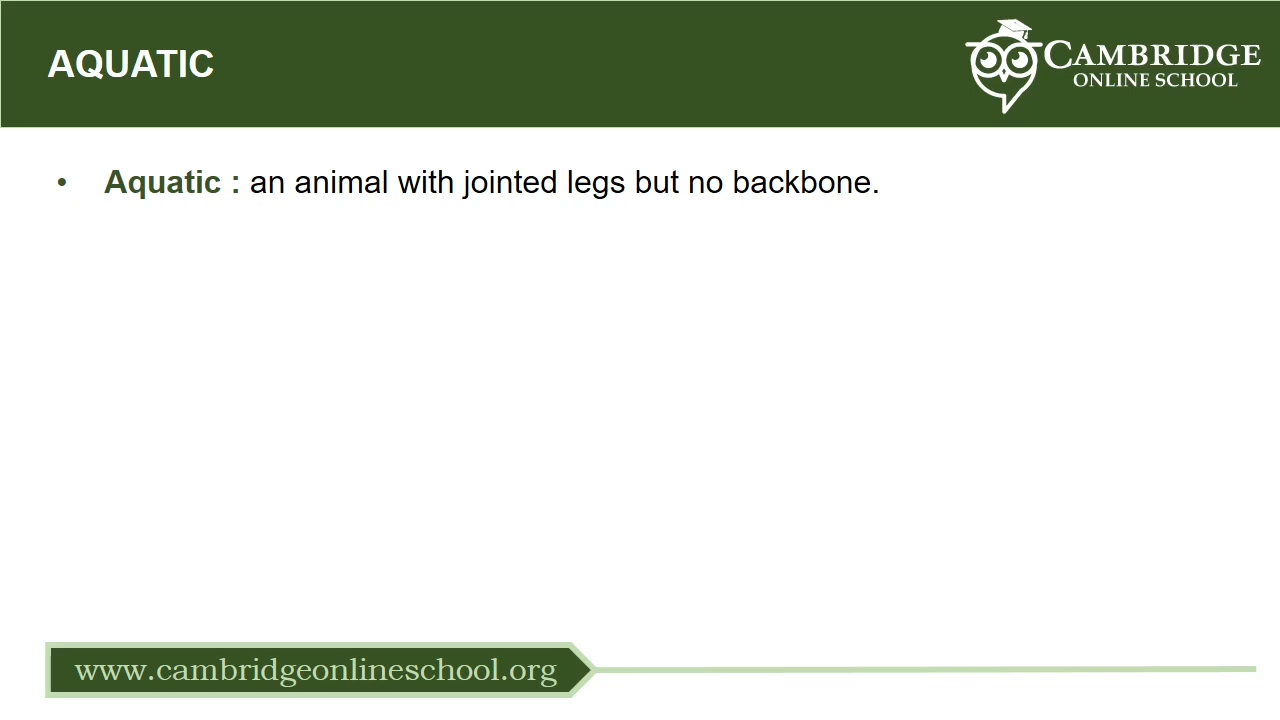 AQUATIC
CAMBRIDGE
ONLINE SCHOOL
• Aquatic : an animal with jointed legs but no backbone.
www.cambridgeonlineschool.org